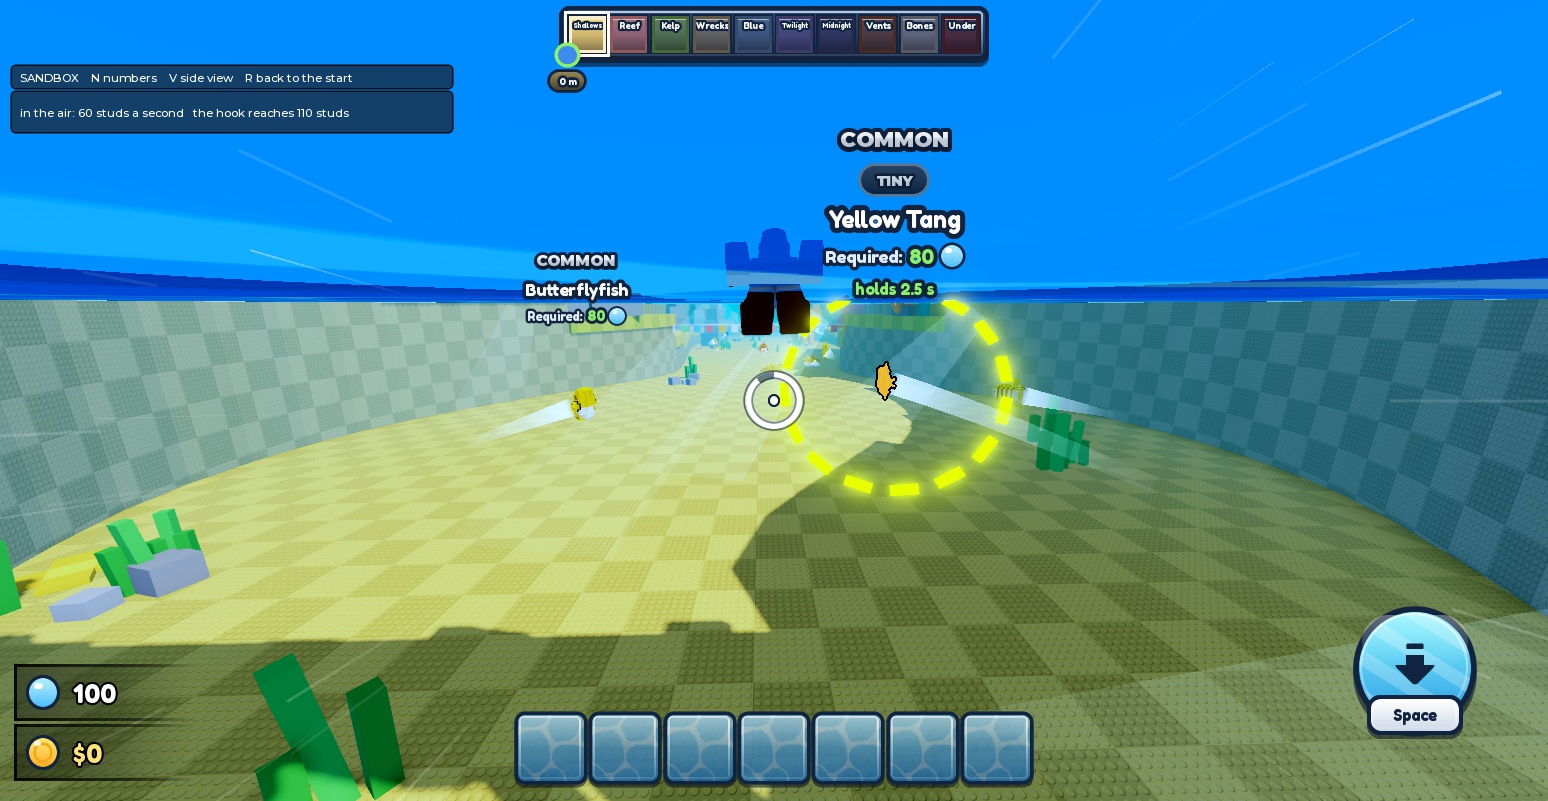 Shallows Reef Kelp Wrecks Blue Twilight Midnight Vents Bones Under
0 m
SANDBOX N numbers V side view R back to the start
in the air: 60 studs a second the hook reaches 110 studs
COMMON
TINY
Yellow Tang
Required: 80
holds 2.5 s
COMMON
Butterflyfish
Required: 80
100
$0
Space